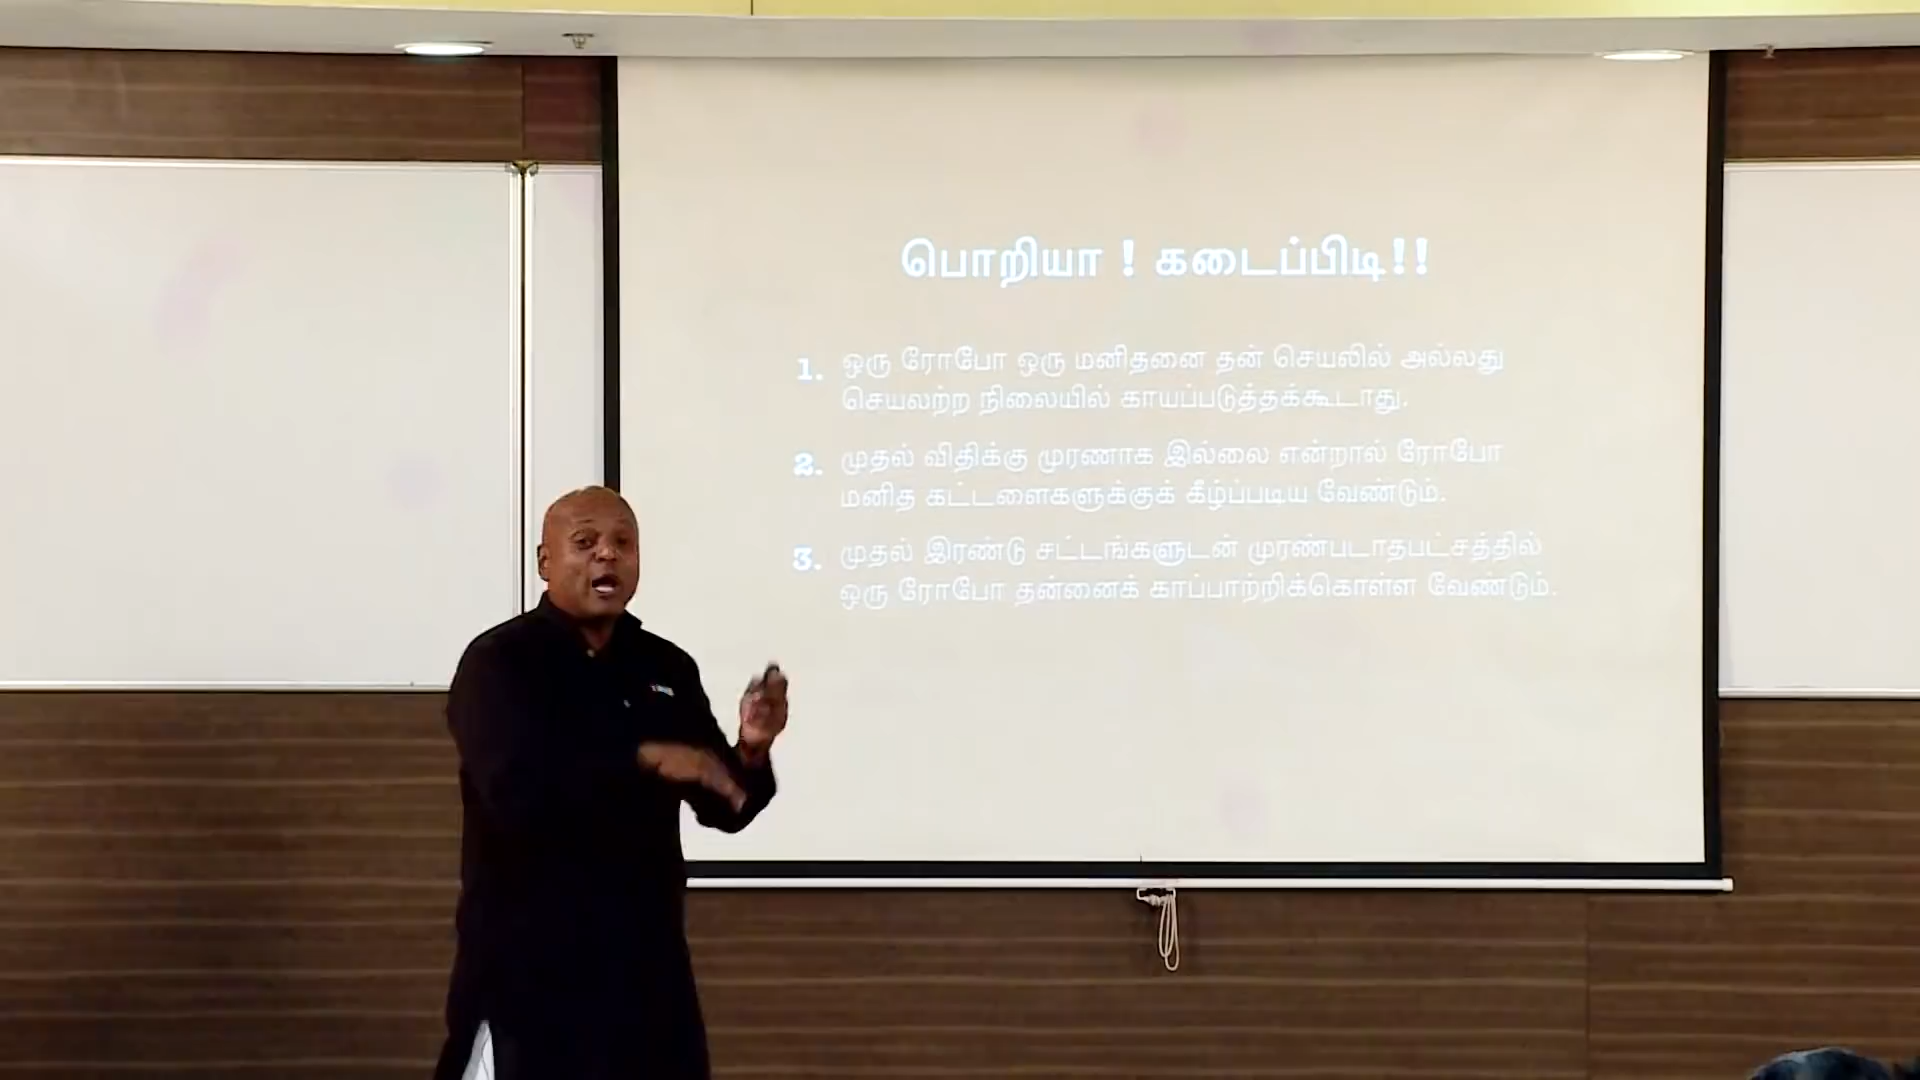 பொறியா ! கடைப்பிடி!!
1. ஒரு ரோபோ ஒரு மனிதனை தன் செயலில் அல்லது
செயலற்ற நிலையில் காயப்படுத்தக்கூடாது.
2. முதல் விதிக்கு முரணாக இல்லை என்றால் ரோபோ
மனித கட்டளைகளுக்குக் கீழ்ப்படிய வேண்டும்.
3. முதல் இரண்டு சட்டங்களுடன் முரண்படாதபட்சத்தில்
ஒரு ரோபோ தன்னைக் காப்பாற்றிக்கொள்ள வேண்டும்.